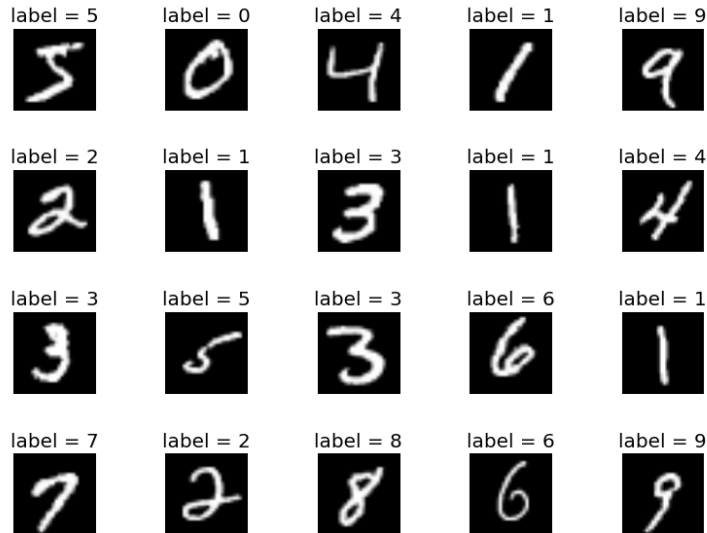 label = 5 label = 0 label = 4 label = 1 label = 9
5 0 4 1 9
label = 2 label = 1 label = 3 label = 1 label = 4
2 1 3 1 4
label = 3 label = 5 label = 3 label = 6 label = 1
3 5 3 6 1
label = 7 label = 2 label = 8 label = 6 label = 9
7 2 8 6 9